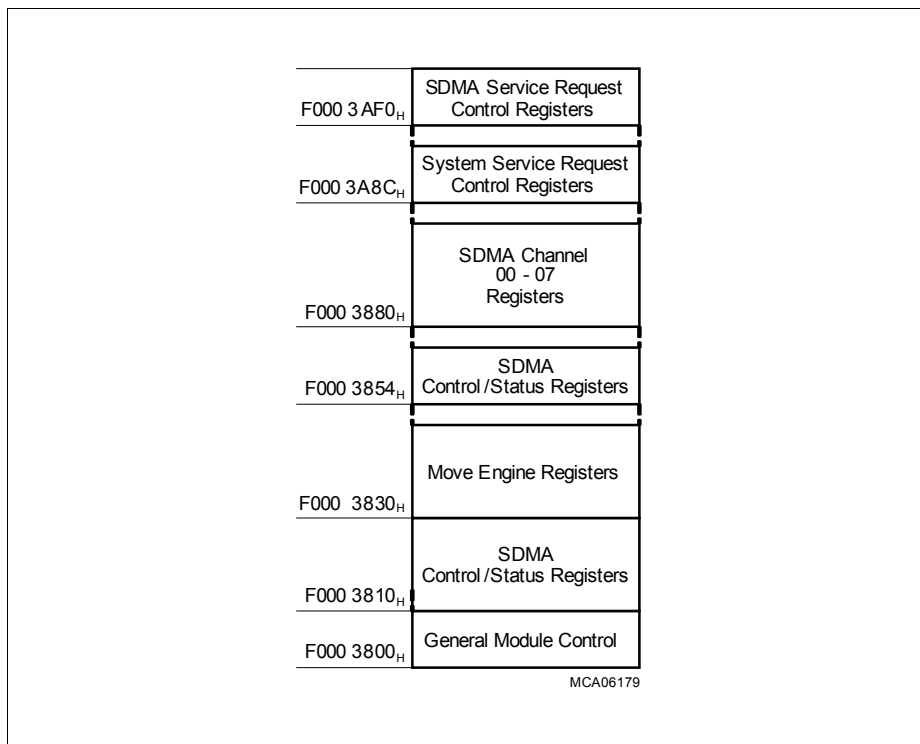 SDMA Service Request
Control Registers
F000 3AF0H
System Service Request
Control Registers
F000 3A8CH
SDMA Channel
00 - 07
Registers
F000 3880H
SDMA
Control/Status Registers
F000 3854H
Move Engine Registers
F000 3830H
SDMA
Control/Status Registers
F000 3810H
General Module Control
F000 3800H
MCA06179